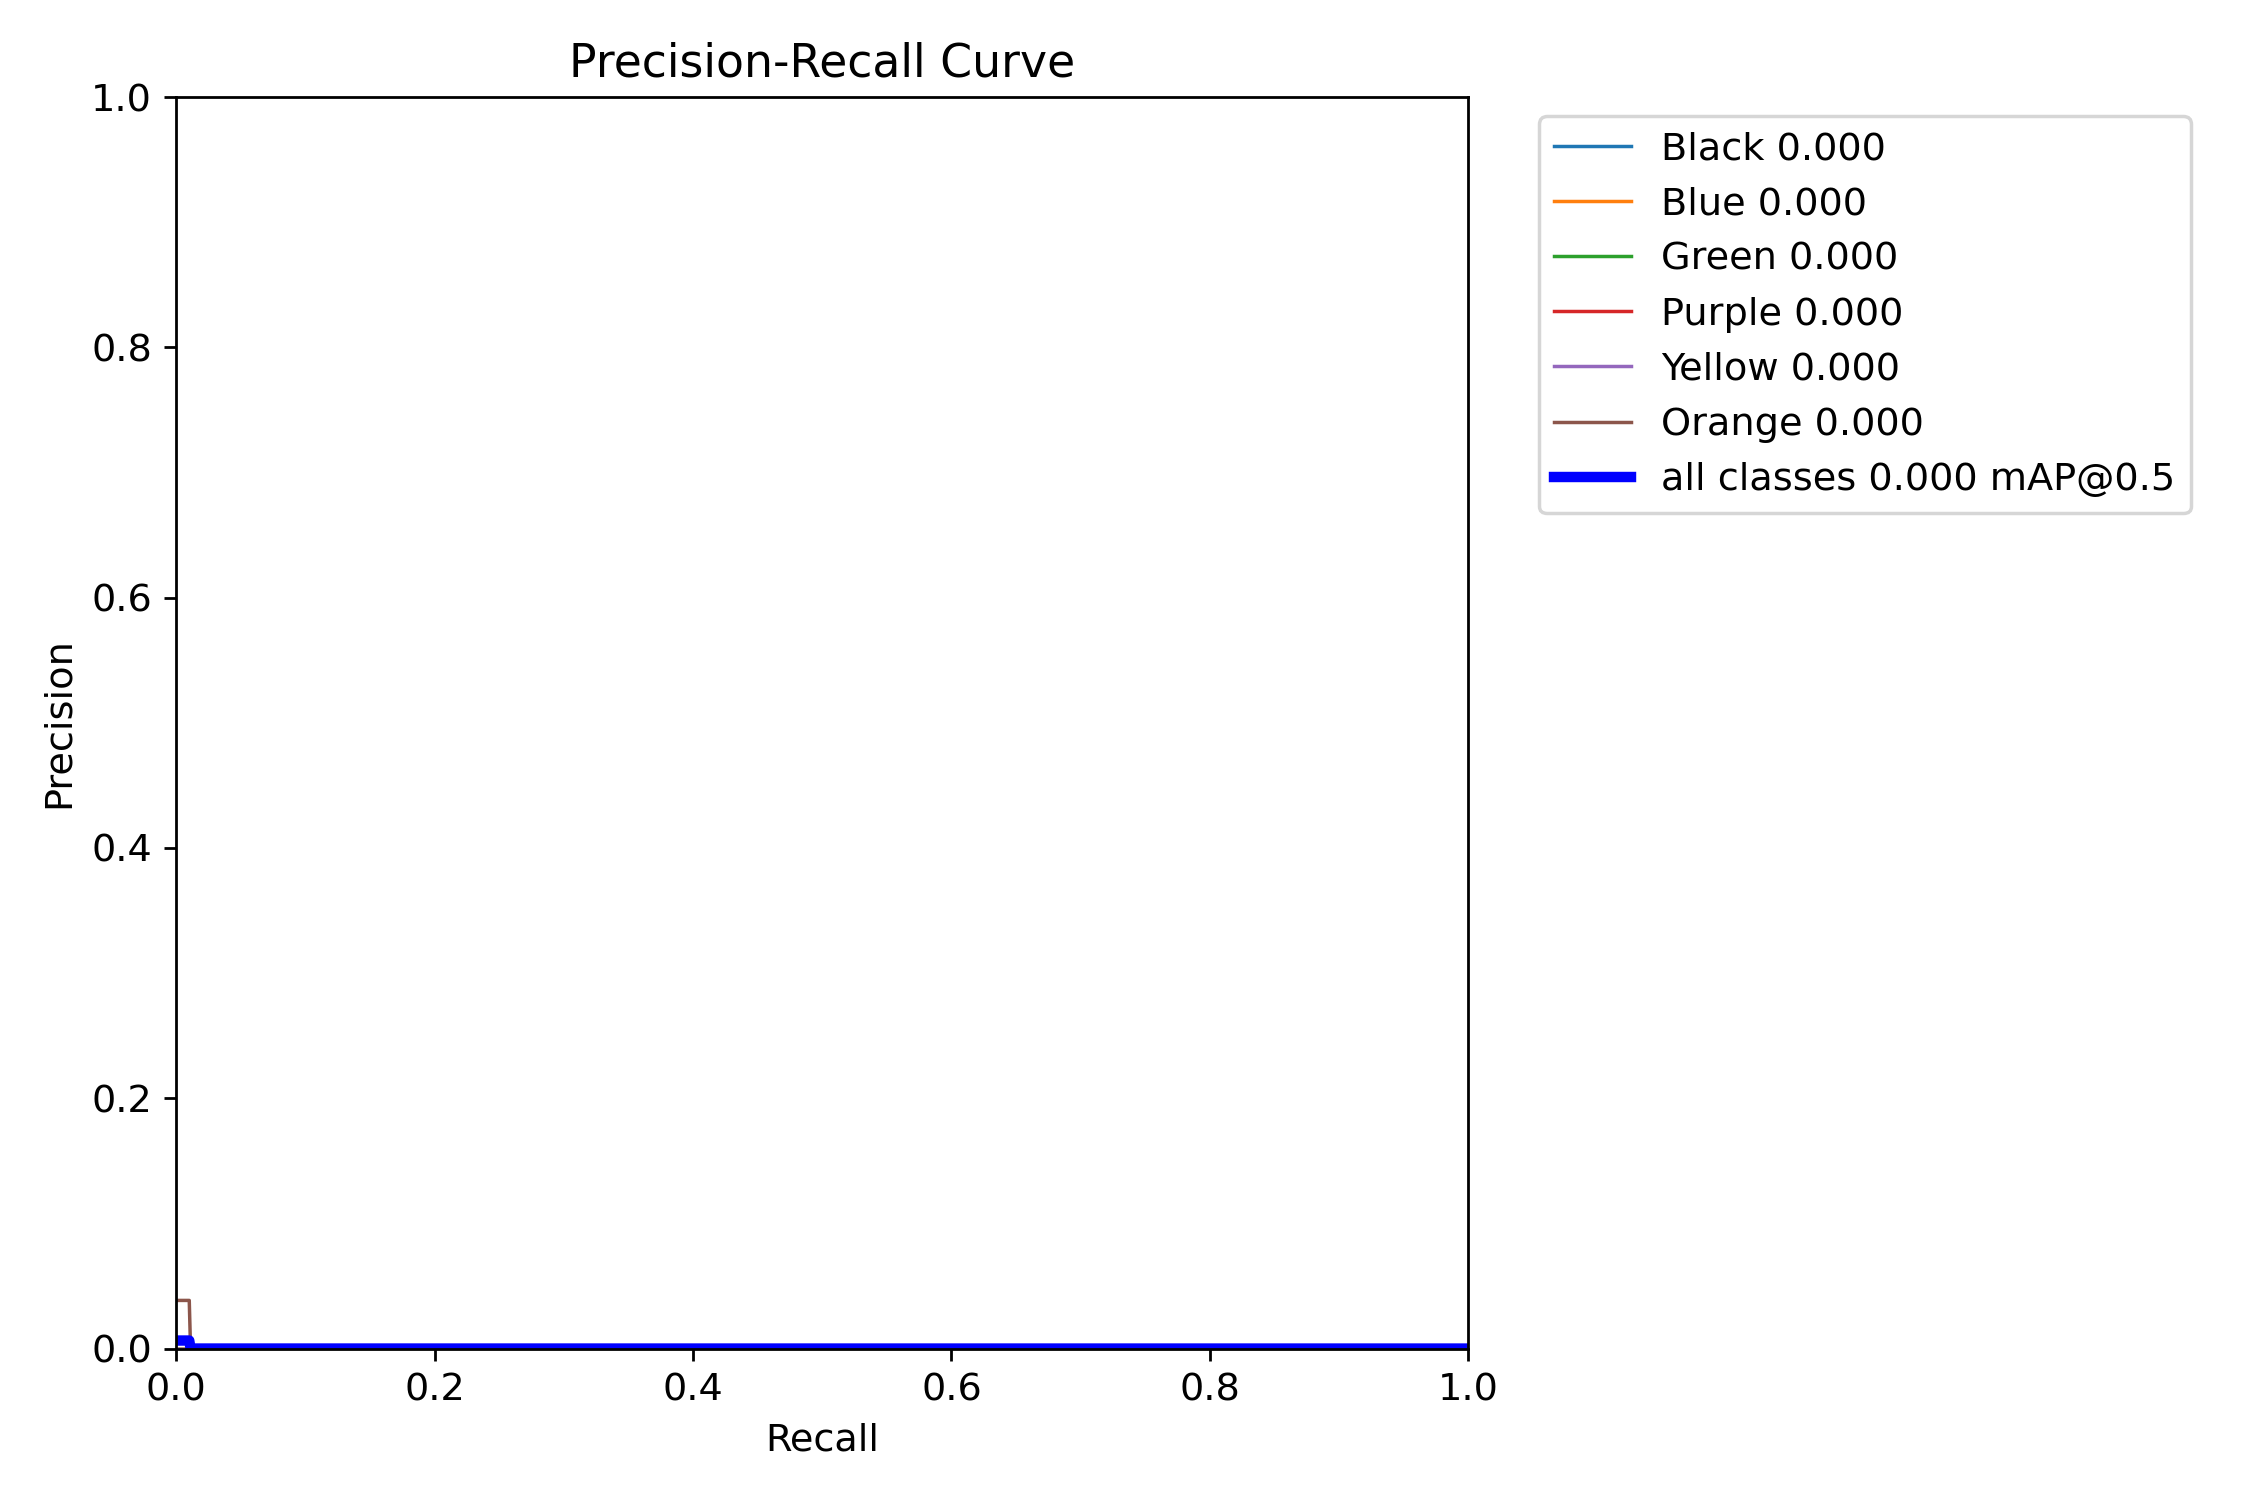 Precision-Recall Curve
1.0
0.8
0.6
0.4
0.2
0.0
Precision
0.0 0.2 0.4 0.6 0.8 1.0
Recall
Black 0.000
Blue 0.000
Green 0.000
Purple 0.000
Yellow 0.000
Orange 0.000
all classes 0.000 mAP@0.5